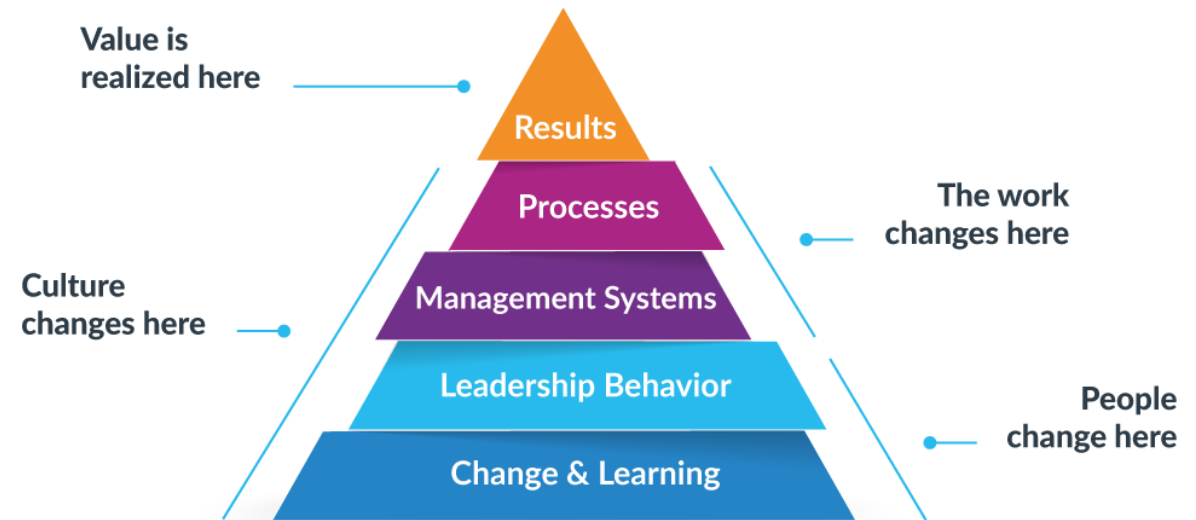 Value is
realized here
Results
Processes
The work
changes here
Culture
changes here
Management Systems
Leadership Behavior
People
change here
Change & Learning